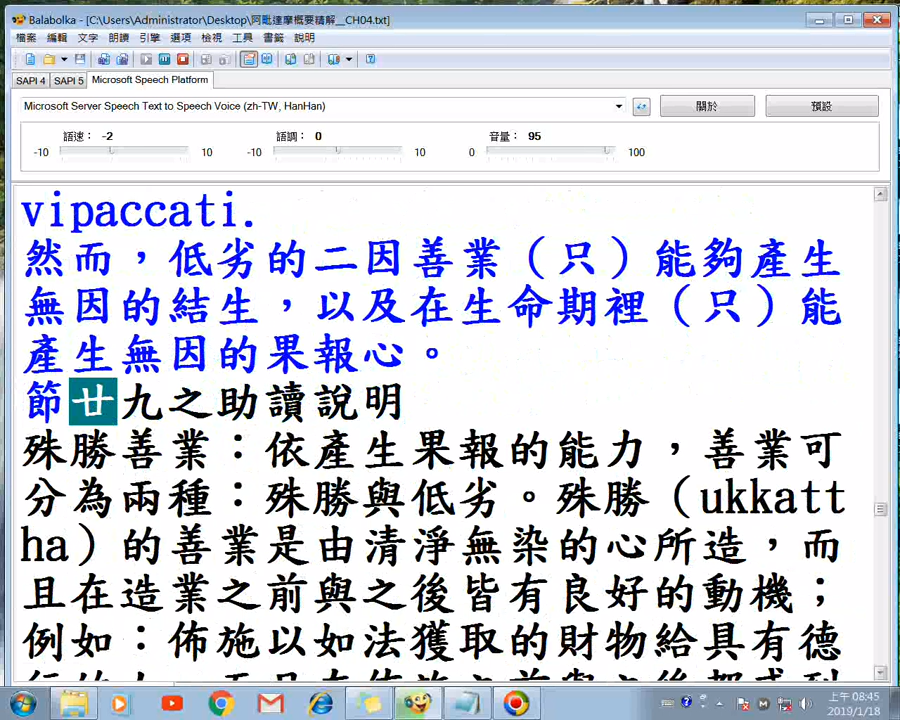 Balabolka - [C:\Users\Administrator\Desktop\阿毗達摩概要精解__CH04.txt]
檔案 編輯 文字 朗讀 引擎 選項 檢視 工具 書籤 說明
SAPI 4 SAPI 5 Microsoft Speech Platform
Microsoft Server Speech Text to Speech Voice (zh-TW, HanHan) 關於 預設
語速： -2 語調： 0 音量： 95
-10 10 -10 10 0 100
vipaccati.
然而，低劣的二因善業（只）能夠產生
無因的結生，以及在生命期裡（只）能
產生無因的果報心。
節廿九之助讀說明
殊勝善業：依產生果報的能力，善業可
分為兩種：殊勝與低劣。殊勝（ukkatt
ha）的善業是由清淨無染的心所造，而
且在造業之前與之後皆有良好的動機；
例如：佈施以如法獲取的財物給具有德
上午 08:45
2019/1/18